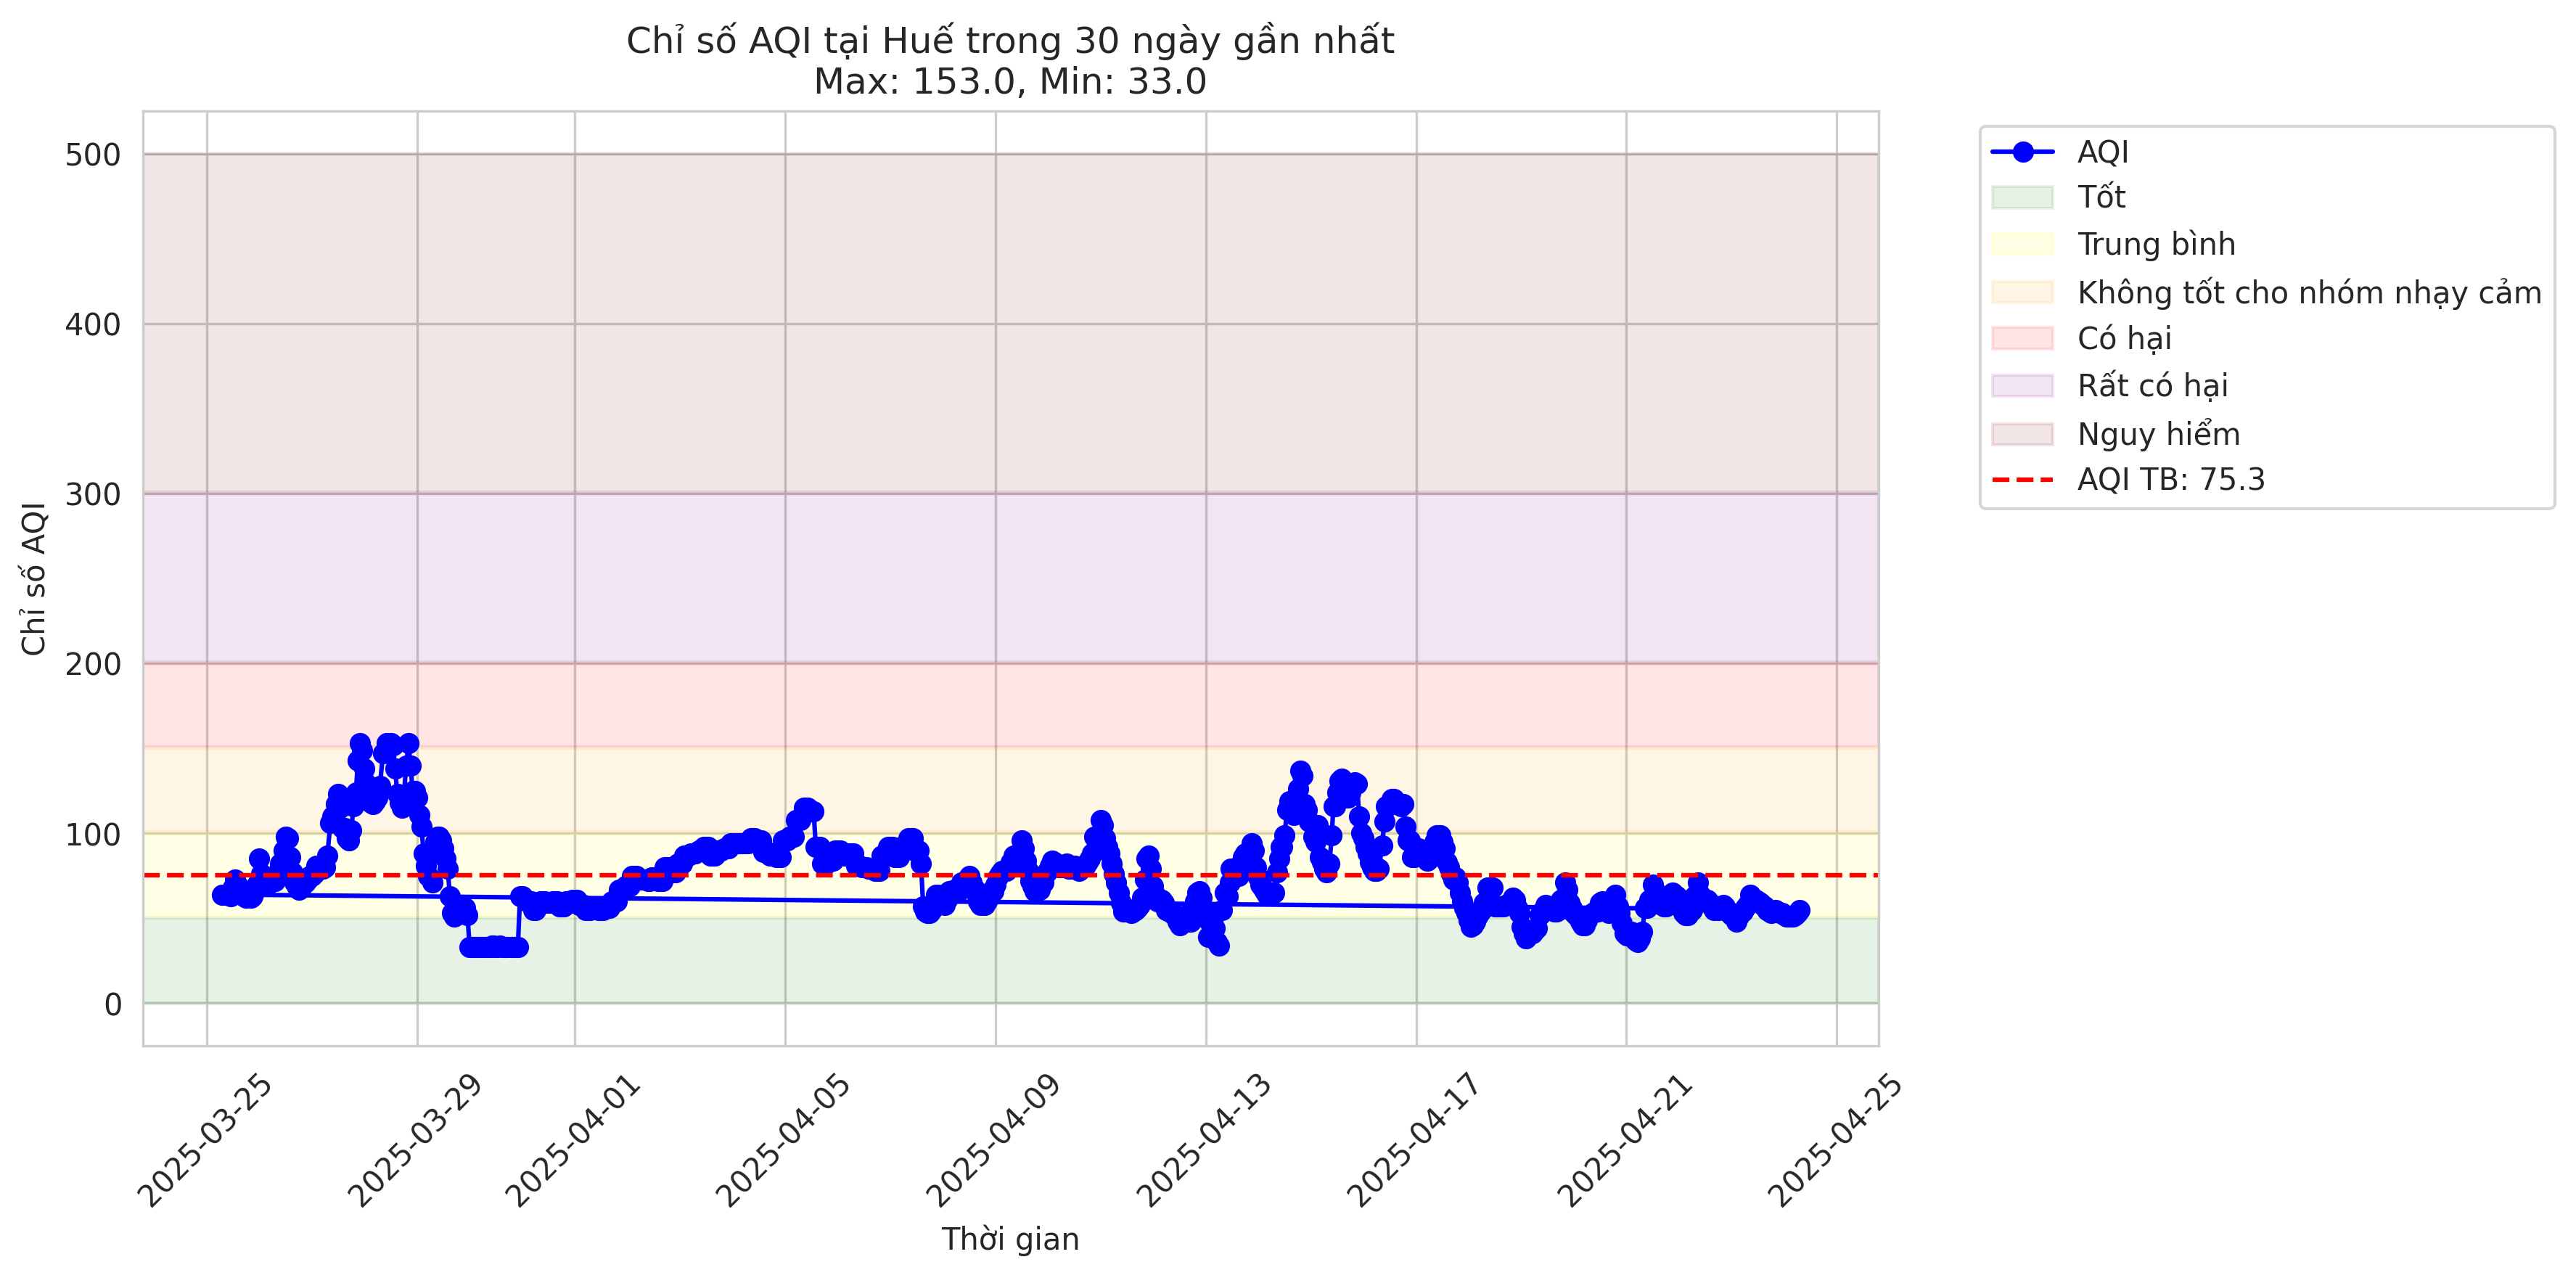 Chỉ số AQI tại Huế trong 30 ngày gần nhất
Max: 153.0, Min: 33.0
Chỉ số AQI
500
400
300
200
100
0
2025-03-25
2025-03-29
2025-04-01
2025-04-05
2025-04-09
2025-04-13
2025-04-17
2025-04-21
2025-04-25
Thời gian
AQI
Tốt
Trung bình
Không tốt cho nhóm nhạy cảm
Có hại
Rất có hại
Nguy hiểm
AQI TB: 75.3